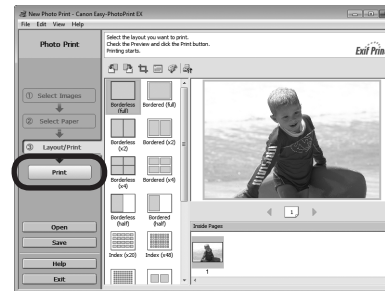 New Photo Print - Canon Easy-PhotoPrint EX
File Edit View Help
Photo Print
Select the layout you want to print.
Check the Preview and click the Print button.
Printing starts.
Exif Prin
① Select Images
② Select Paper
③ Layout/Print
Print
Open
Save
Help
Exit
Borderless (full)
Bordered (full)
Borderless (x2)
Bordered (x2)
Borderless (x4)
Bordered (x4)
Borderless (half)
Bordered (half)
Index (x20)
Index (x48)
1
Inside Pages
1